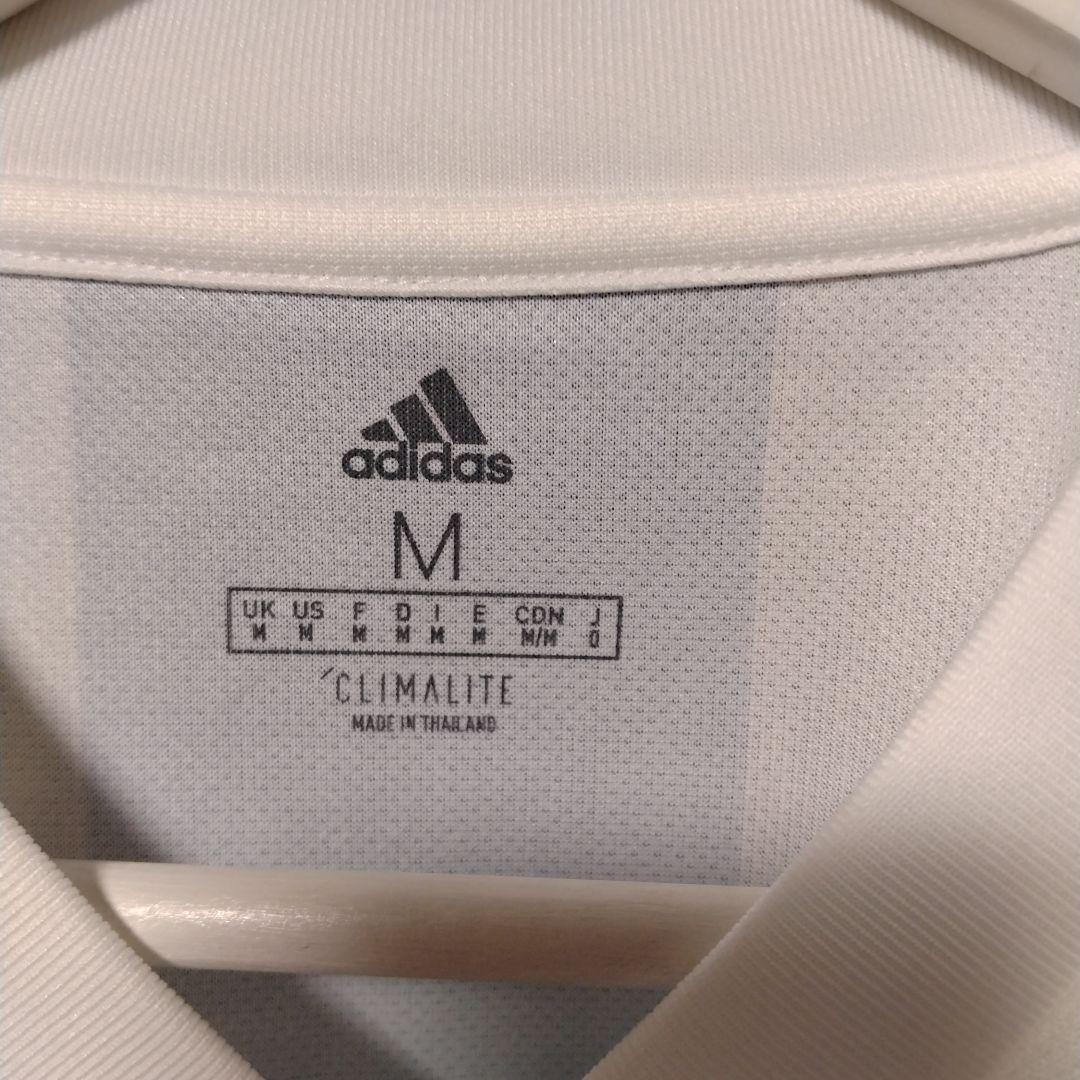 adidas
M
UK US F D I E CDN J
M M M M M M M/M O
CLIMALITE
MADE IN THAILAND